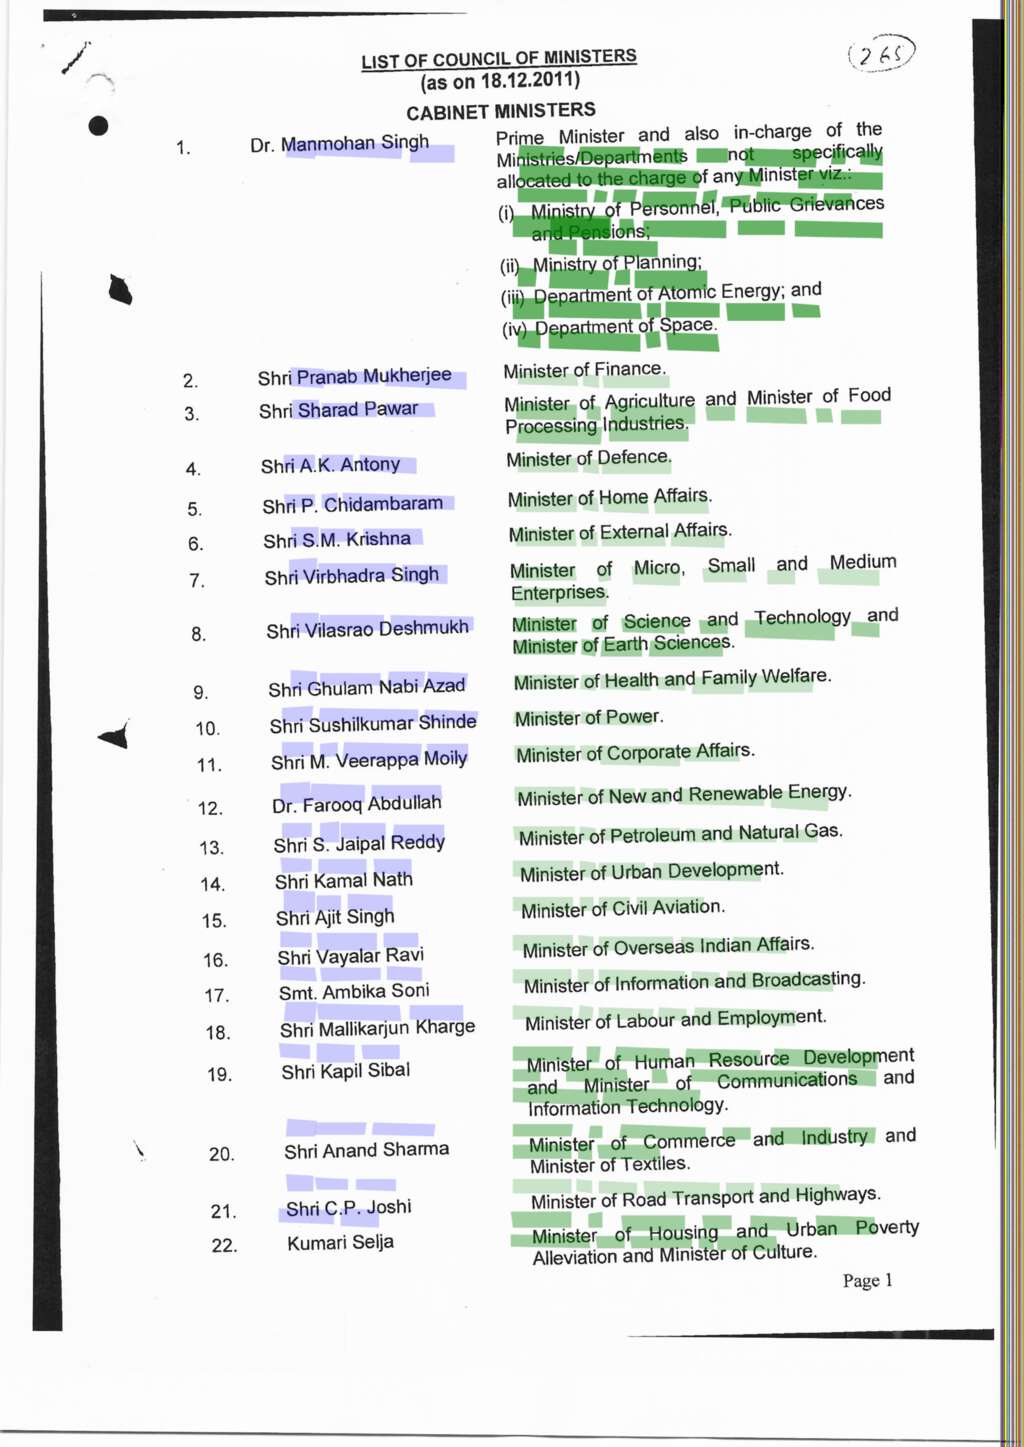 LIST OF COUNCIL OF MINISTERS
(as on 18.12.2011)
265
CABINET MINISTERS
1. Dr. Manmohan Singh Prime Minister and also in-charge of the
Ministries/Departments not specifically
allocated to the charge of any Minister viz.:
(i) Ministry of Personnel, Public Grievances
and Pensions;
(ii) Ministry of Planning;
(iii) Department of Atomic Energy; and
(iv) Department of Space.
2. Shri Pranab Mukherjee Minister of Finance.
3. Shri Sharad Pawar Minister of Agriculture and Minister of Food
Processing Industries.
4. Shri A.K. Antony Minister of Defence.
5. Shri P. Chidambaram Minister of Home Affairs.
6. Shri S.M. Krishna Minister of External Affairs.
7. Shri Virbhadra Singh Minister of Micro, Small and Medium
Enterprises.
8. Shri Vilasrao Deshmukh Minister of Science and Technology and
Minister of Earth Sciences.
9. Shri Ghulam Nabi Azad Minister of Health and Family Welfare.
10. Shri Sushilkumar Shinde Minister of Power.
11. Shri M. Veerappa Moily Minister of Corporate Affairs.
12. Dr. Farooq Abdullah Minister of New and Renewable Energy.
13. Shri S. Jaipal Reddy Minister of Petroleum and Natural Gas.
14. Shri Kamal Nath Minister of Urban Development.
15. Shri Ajit Singh Minister of Civil Aviation.
16. Shri Vayalar Ravi Minister of Overseas Indian Affairs.
17. Smt. Ambika Soni Minister of Information and Broadcasting.
18. Shri Mallikarjun Kharge Minister of Labour and Employment.
19. Shri Kapil Sibal Minister of Human Resource Development
and Minister of Communications and
Information Technology.
20. Shri Anand Sharma Minister of Commerce and Industry and
Minister of Textiles.
21. Shri C.P. Joshi Minister of Road Transport and Highways.
22. Kumari Selja Minister of Housing and Urban Poverty
Alleviation and Minister of Culture.
Page 1